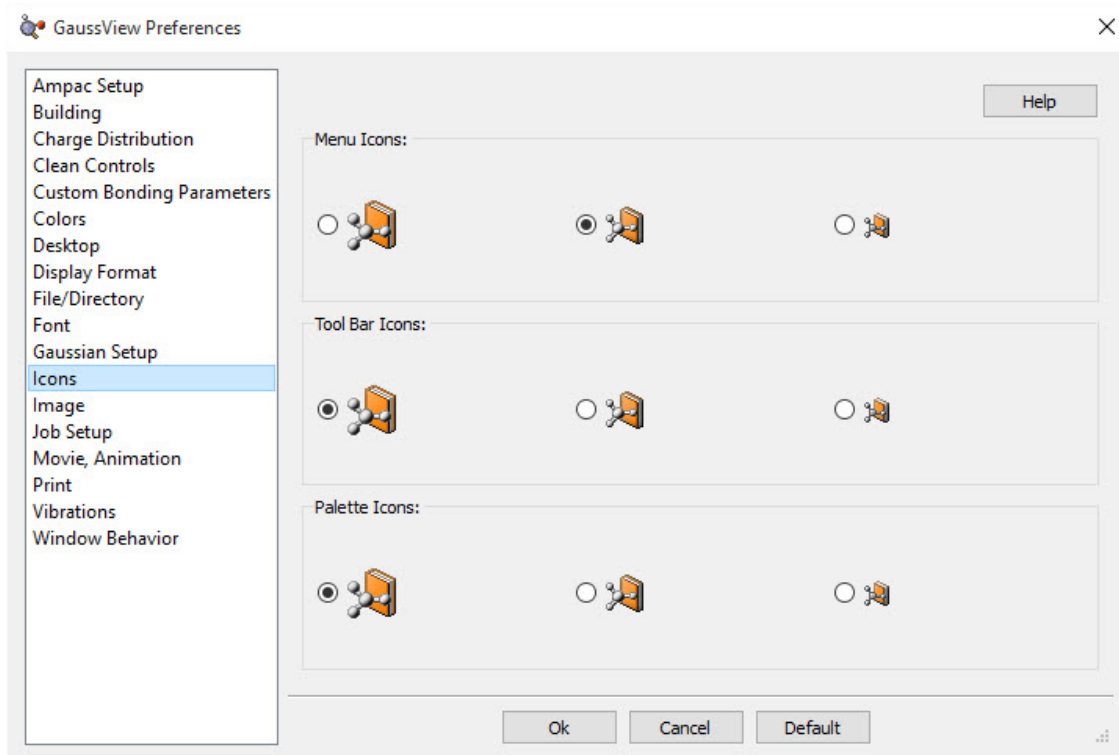 GaussView Preferences
Ampac Setup
Building
Charge Distribution
Clean Controls
Custom Bonding Parameters
Colors
Desktop
Display Format
File/Directory
Font
Gaussian Setup
Icons
Image
Job Setup
Movie, Animation
Print
Vibrations
Window Behavior
Help
Menu Icons:
Tool Bar Icons:
Palette Icons:
Ok Cancel Default